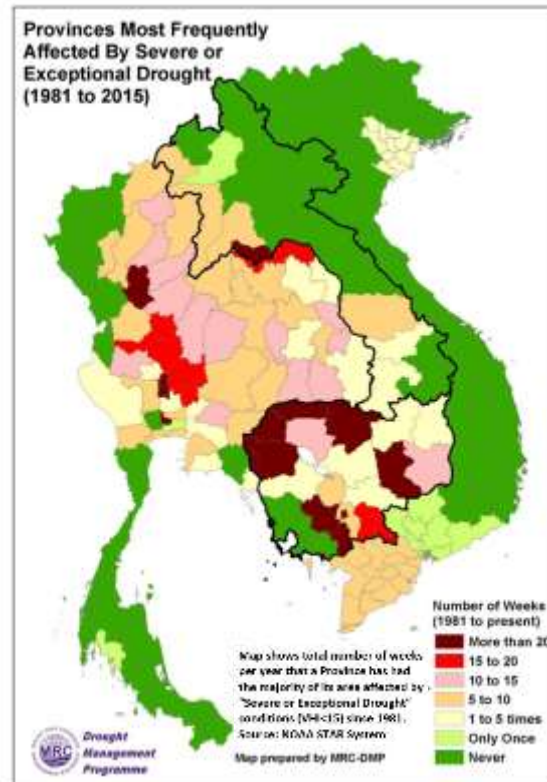 Provinces Most Frequently
Affected By Severe or
Exceptional Drought
(1981 to 2015)
Number of Weeks
(1981 to present)
More than 20
15 to 20
10 to 15
5 to 10
1 to 5 times
Only Once
Never
Map shows total number of weeks
per year that a Province has had
the majority of its area affected by
"Severe or Exceptional Drought"
conditions (VHI<15) since 1981.
Source: NOAA STAR System
Map prepared by MRC-DMP
MRC
Drought
Management
Programme